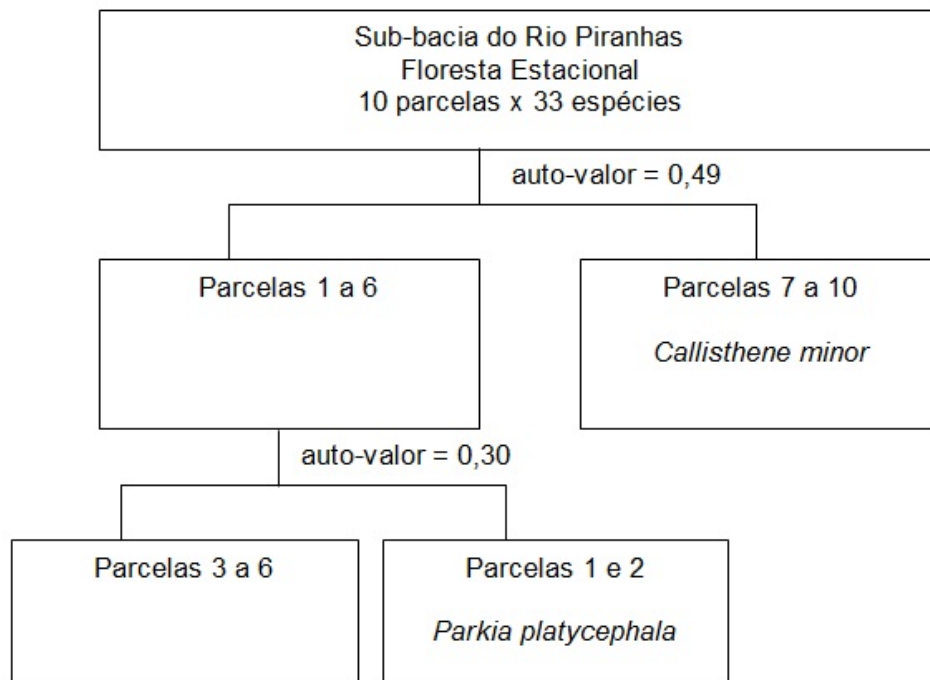 Sub-bacia do Rio Piranhas
Floresta Estacional
10 parcelas x 33 espécies
auto-valor = 0,49
Parcelas 1 a 6
Parcelas 7 a 10
Callisthene minor
auto-valor = 0,30
Parcelas 3 a 6
Parcelas 1 e 2
Parkia platycephala